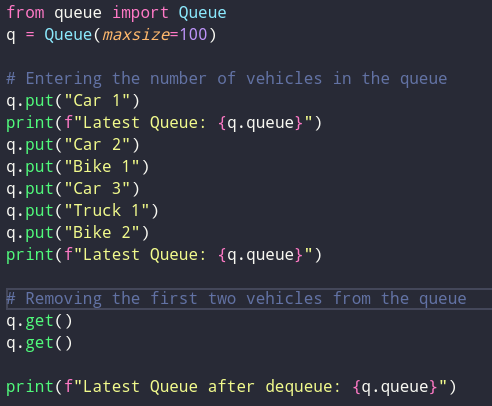 from queue import Queue
q = Queue(maxsize=100)
# Entering the number of vehicles in the queue
q.put("Car 1")
print(f"Latest Queue: {q.queue}")
q.put("Car 2")
q.put("Bike 1")
q.put("Car 3")
q.put("Truck 1")
q.put("Bike 2")
print(f"Latest Queue: {q.queue}")
# Removing the first two vehicles from the queue
q.get()
q.get()
print(f"Latest Queue after dequeue: {q.queue}")